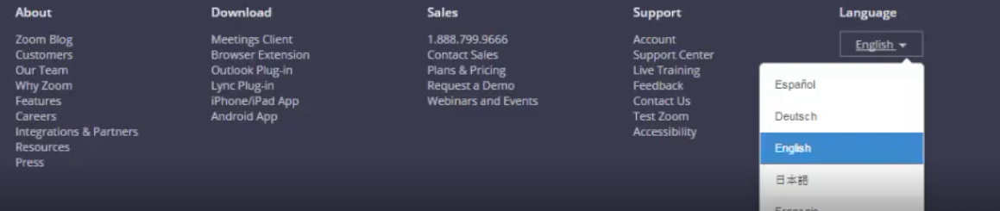 About
Zoom Blog
Customers
Our Team
Why Zoom
Features
Careers
Integrations & Partners
Resources
Press
Download
Meetings Client
Browser Extension
Outlook Plug-in
Lync Plug-in
iPhone/iPad App
Android App
Sales
1.888.799.9666
Contact Sales
Plans & Pricing
Request a Demo
Webinars and Events
Support
Account
Support Center
Live Training
Feedback
Contact Us
Test Zoom
Accessibility
Language
English
Español
Deutsch
English
日本語